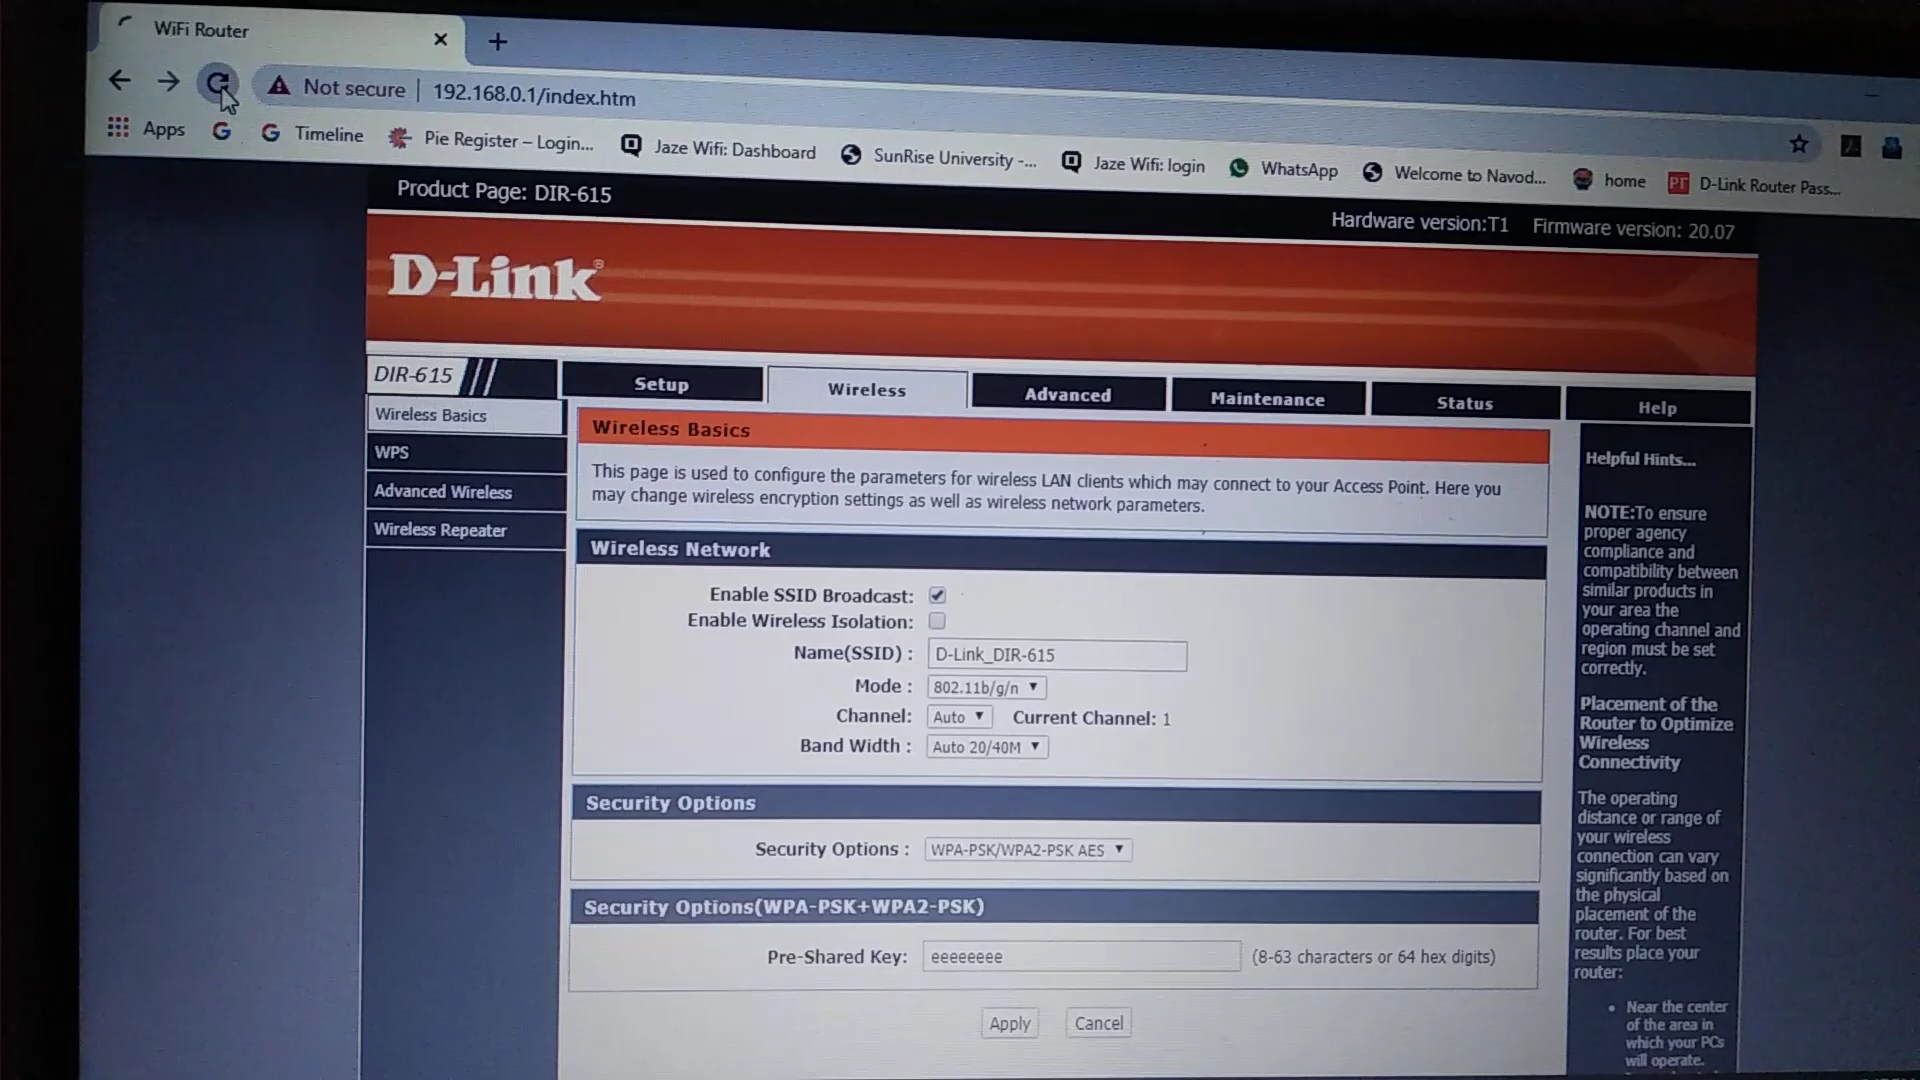 WiFi Router
Not secure | 192.168.0.1/index.htm
Apps Timeline Pie Register – Login... Jaze Wifi: Dashboard SunRise University -... Jaze Wifi: login WhatsApp Welcome to Navod... home D-Link Router Pass...
Product Page: DIR-615
Hardware version:T1 Firmware version: 20.07
D-Link®
DIR-615
Setup Wireless Advanced Maintenance Status Help
Wireless Basics
WPS
Advanced Wireless
Wireless Repeater
Wireless Basics
This page is used to configure the parameters for wireless LAN clients which may connect to your Access Point. Here you
may change wireless encryption settings as well as wireless network parameters.
Wireless Network
Enable SSID Broadcast:
Enable Wireless Isolation:
Name(SSID) : D-Link_DIR-615
Mode : 802.11b/g/n
Channel: Auto Current Channel: 1
Band Width : Auto 20/40M
Security Options
Security Options : WPA-PSK/WPA2-PSK AES
Security Options(WPA-PSK+WPA2-PSK)
Pre-Shared Key: eeeeeeee (8-63 characters or 64 hex digits)
Apply Cancel
Helpful Hints...
NOTE:To ensure
proper agency
compliance and
compatibility between
similar products in
your area the
operating channel and
region must be set
correctly.
Placement of the
Router to Optimize
Wireless
Connectivity
The operating
distance or range of
your wireless
connection can vary
significantly based on
the physical
placement of the
router. For best
results place your
router:
• Near the center
of the area in
which your PCs
will operate.